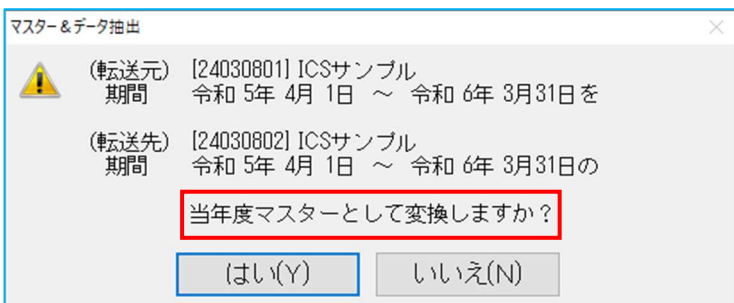 マスター＆データ抽出
(転送元) [24030801] ICSサンプル
期間 令和 5年 4月 1日 ～ 令和 6年 3月31日を
(転送先) [24030802] ICSサンプル
期間 令和 5年 4月 1日 ～ 令和 6年 3月31日の
当年度マスターとして変換しますか？
はい(Y) いいえ(N)